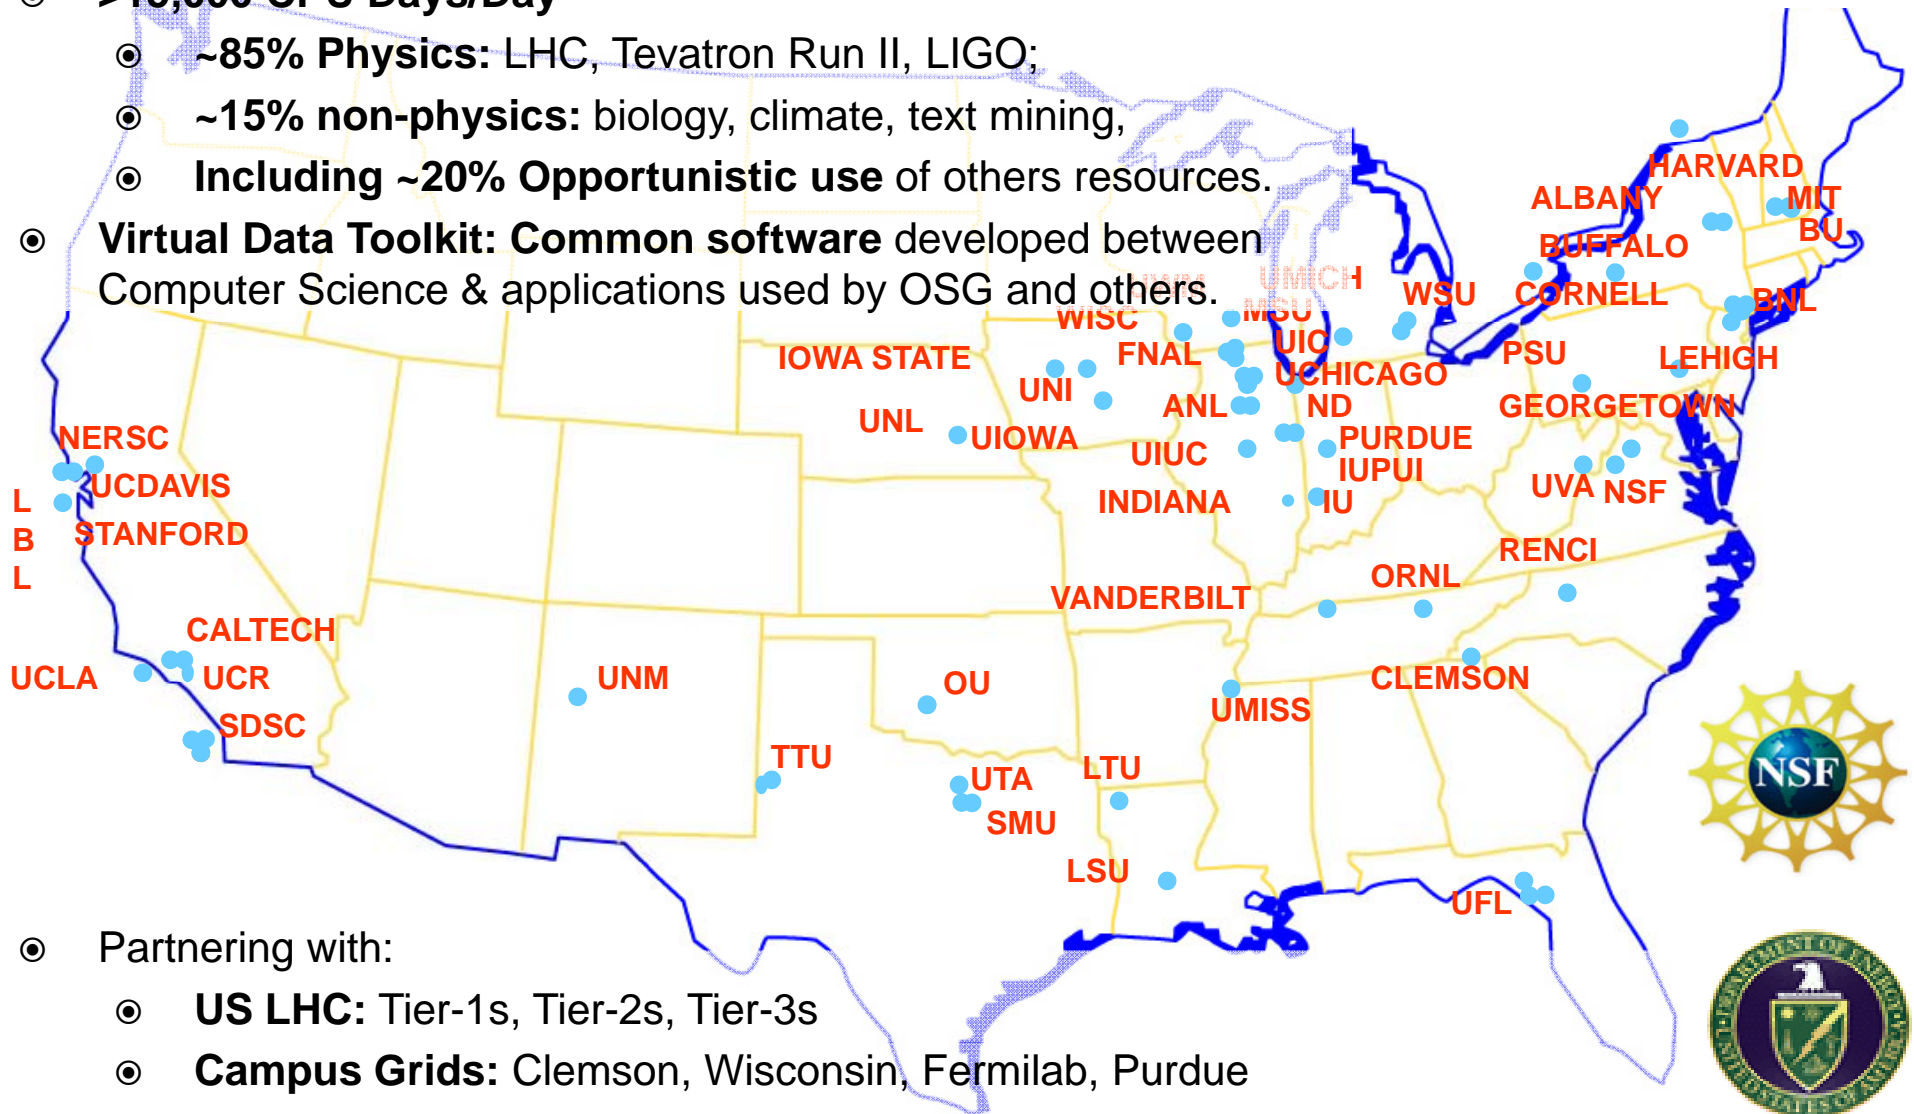 CPU Days/Day
~85% Physics: LHC, Tevatron Run II, LIGO;
~15% non-physics: biology, climate, text mining,
Including ~20% Opportunistic use of others resources.
Virtual Data Toolkit: Common software developed between
Computer Science & applications used by OSG and others.
HARVARD
ALBANY
MIT
BU
BUFFALO
UMICH
WSU
CORNELL
BNL
WISC
MSU
UIC
IOWA STATE
FNAL
PSU
LEHIGH
UCHICAGO
UNI
ANL
ND
GEORGETOWN
UNL
UIOWA
NERSC
UIUC
PURDUE
IUPUI
UCDAVIS
UVA
NSF
LBL
INDIANA
IU
STANFORD
RENCI
ORNL
VANDERBILT
CALTECH
UCLA
UCR
UNM
OU
CLEMSON
UMISS
SDSC
TTU
UTA
LTU
NSF
SMU
LSU
UFL
Partnering with:
US LHC: Tier-1s, Tier-2s, Tier-3s
Campus Grids: Clemson, Wisconsin, Fermilab, Purdue